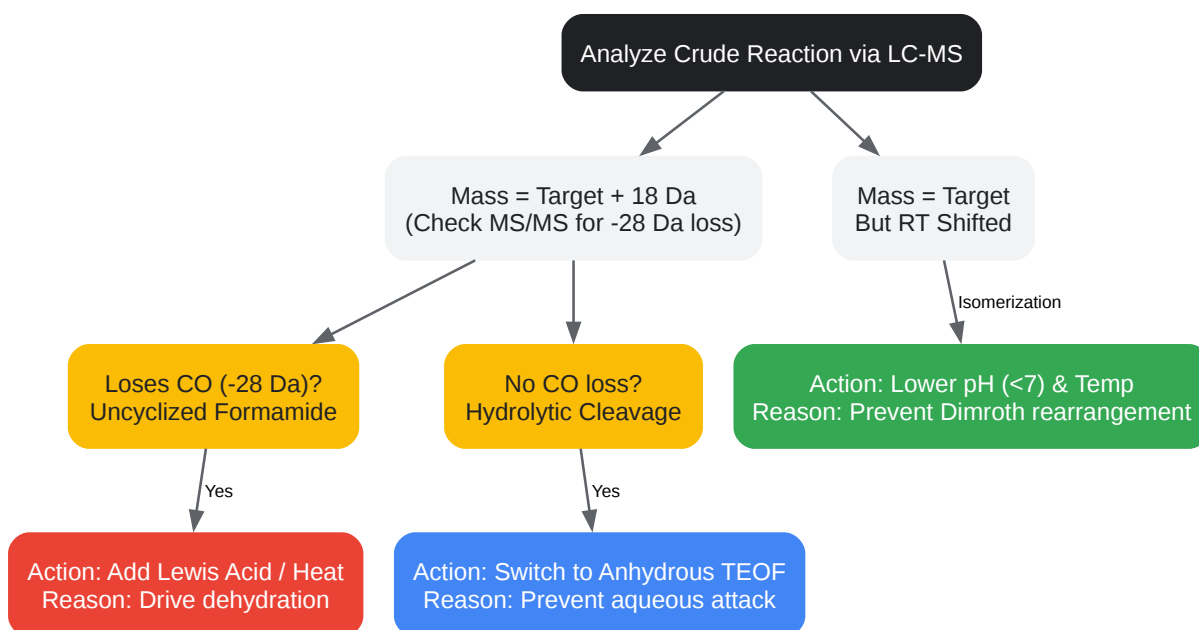 Analyze Crude Reaction via LC-MS
Mass = Target + 18 Da
(Check MS/MS for -28 Da loss)
Mass = Target
But RT Shifted
Isomerization
Loses CO (-28 Da)?
Uncyclized Formamide
No CO loss?
Hydrolytic Cleavage
Action: Lower pH (<7) & Temp
Reason: Prevent Dimroth rearrangement
Yes
Yes
Action: Add Lewis Acid / Heat
Reason: Drive dehydration
Action: Switch to Anhydrous TEOF
Reason: Prevent aqueous attack